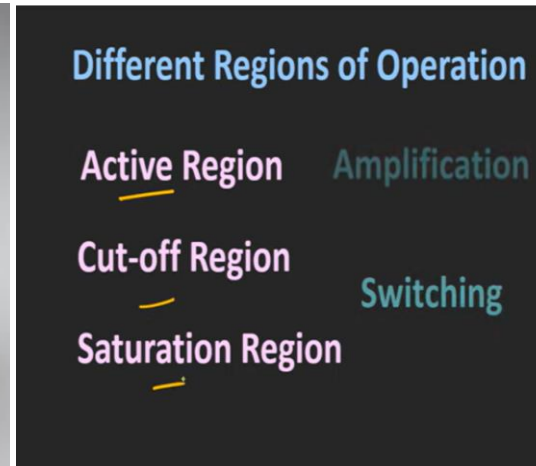 Different Regions of Operation
Active Region Amplification
Cut-off Region
Switching
Saturation Region